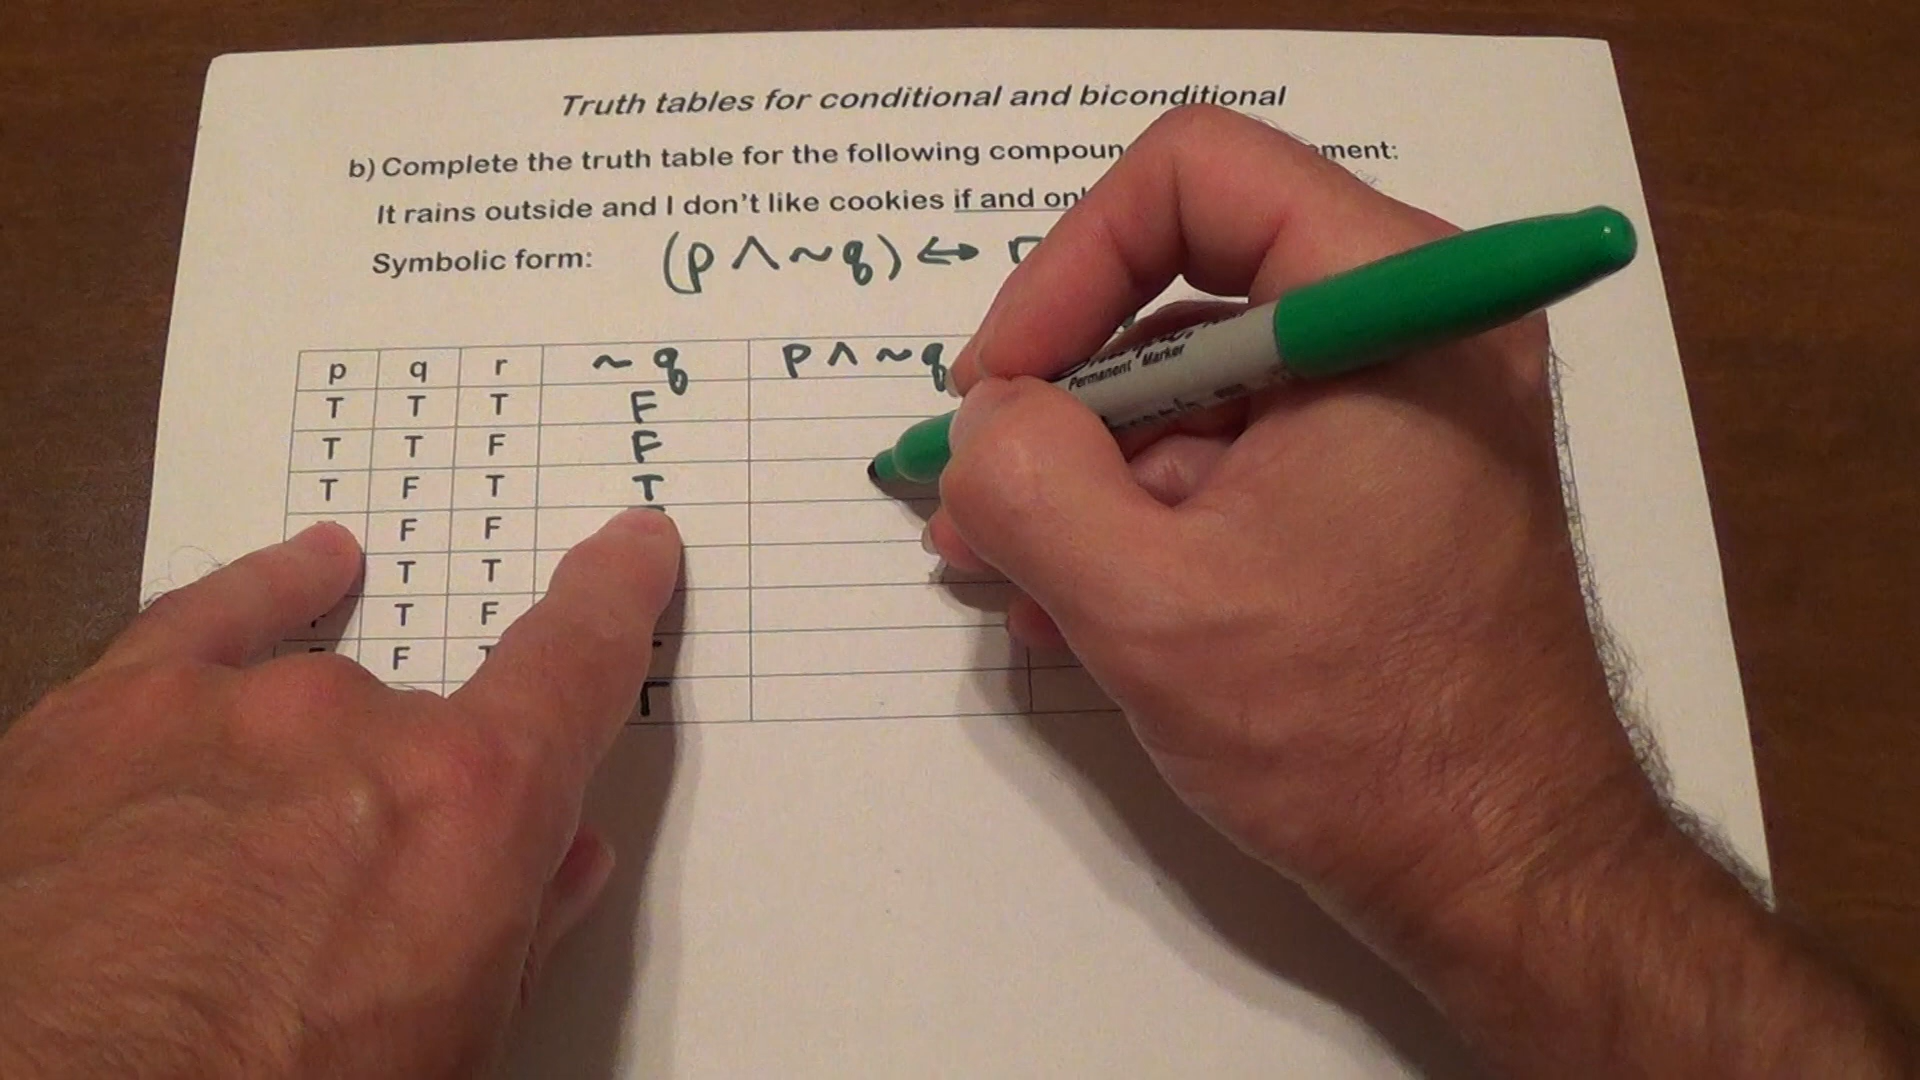 Truth tables for conditional and biconditional
b) Complete the truth table for the following compoun ment:
It rains outside and I don't like cookies if and onl
Symbolic form: (p ∧ ~q) ↔ r
p q r ~q p ∧ ~q
T T T F
T T F F
T F T T
F F
T T
T F
F T
T
Permanent Marker